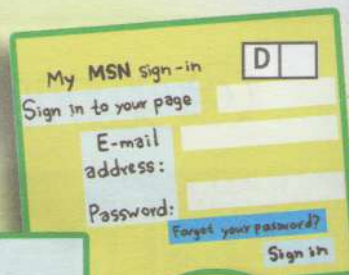 My MSN sign-in
D
Sign in to your page
E-mail
address:
Password:
Forgot your password?
Sign in